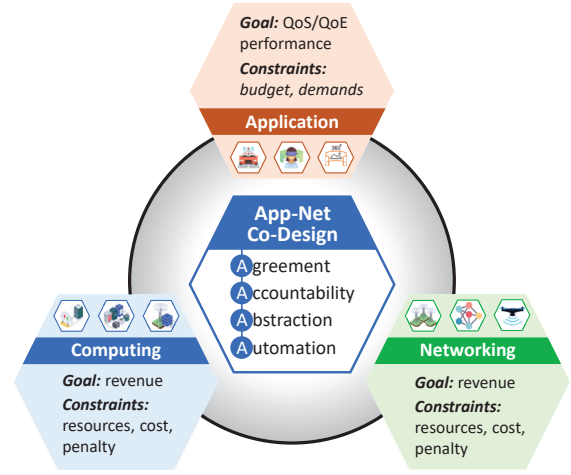 Goal: QoS/QoE
performance
Constraints:
budget, demands
Application
360°
App-Net
Co-Design
Agreement
Accountability
Abstraction
Automation
Computing
Goal: revenue
Constraints:
resources, cost,
penalty
Networking
Goal: revenue
Constraints:
resources, cost,
penalty